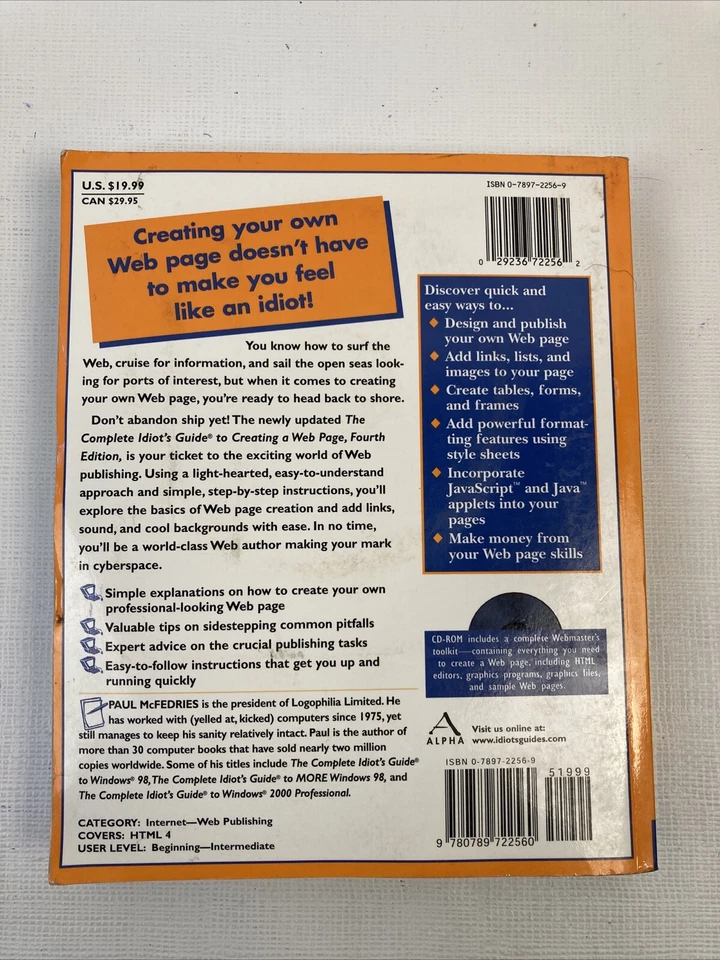 U.S. $19.99
CAN $29.95
Creating your own
Web page doesn't have
to make you feel
like an idiot!
You know how to surf the
Web, cruise for information, and sail the open seas look-
ing for ports of interest, but when it comes to creating
your own Web page, you're ready to head back to shore.
Don't abandon ship yet! The newly updated The
Complete Idiot's Guide® to Creating a Web Page, Fourth
Edition, is your ticket to the exciting world of Web
publishing. Using a light-hearted, easy-to-understand
approach and simple, step-by-step instructions, you'll
explore the basics of Web page creation and add links,
sound, and cool backgrounds with ease. In no time,
you'll be a world-class Web author making your mark
in cyberspace.
Simple explanations on how to create your own
professional-looking Web page
Valuable tips on sidestepping common pitfalls
Expert advice on the crucial publishing tasks
Easy-to-follow instructions that get you up and
running quickly
PAUL McFEDRIES is the president of Logophilia Limited. He
has worked with (yelled at, kicked) computers since 1975, yet
still manages to keep his sanity relatively intact. Paul is the author of
more than 30 computer books that have sold nearly two million
copies worldwide. Some of his titles include The Complete Idiot's Guide®
to Windows® 98, The Complete Idiot's Guide® to MORE Windows 98, and
The Complete Idiot's Guide® to Windows® 2000 Professional.
CATEGORY: Internet—Web Publishing
COVERS: HTML 4
USER LEVEL: Beginning—Intermediate
ISBN 0-7897-2256-9
0 29236 72256 2
Discover quick and
easy ways to...
Design and publish
your own Web page
Add links, lists, and
images to your page
Create tables, forms,
and frames
Add powerful format-
ting features using
style sheets
Incorporate
JavaScript™ and Java™
applets into your
pages
Make money from
your Web page skills
CD-ROM includes a complete Webmaster's
toolkit—containing everything you need
to create a Web page, including HTML
editors, graphics programs, graphics files,
and sample Web pages.
ALPHA
Visit us online at:
www.idiotsguides.com
ISBN 0-7897-2256-9
51999
9 780789 722560